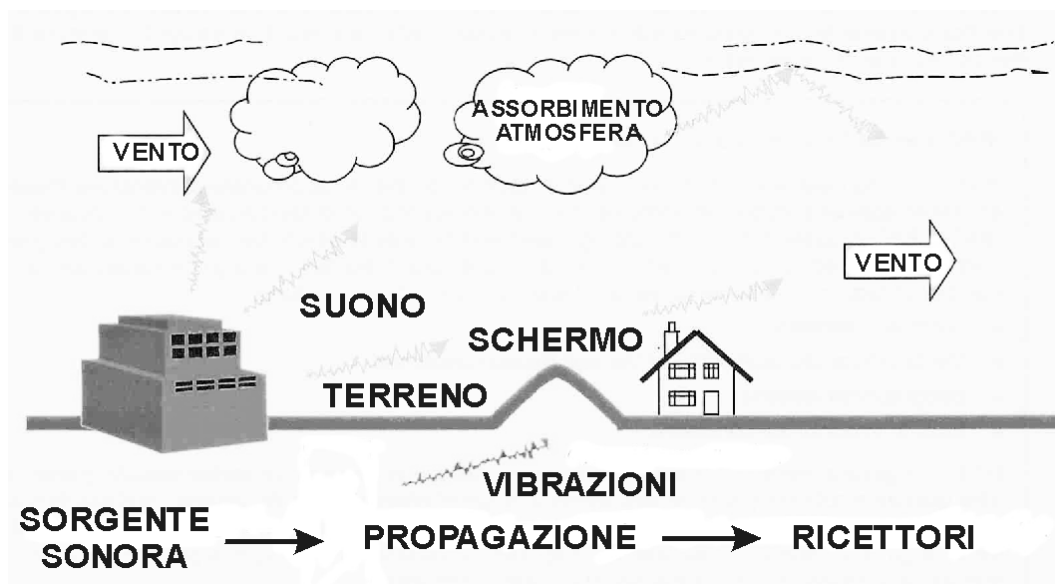 ASSORBIMENTO
ATMOSFERA
VENTO
VENTO
SUONO
SCHERMO
TERRENO
VIBRAZIONI
SORGENTE
SONORA
PROPAGAZIONE
RICETTORI